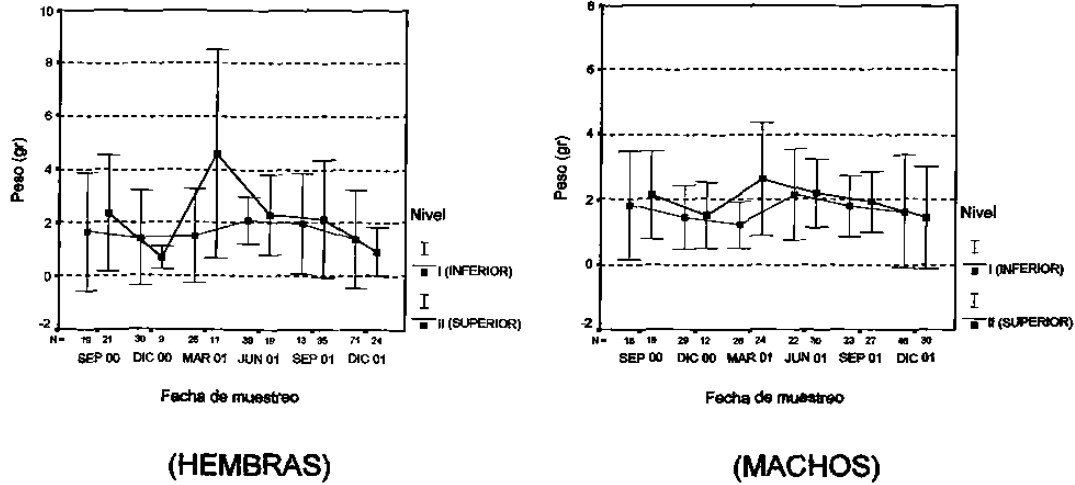 10
8
6
4
2
0
-2
Peso (gr)
N = 19 21 30 9 26 11 39 19 13 35 71 24
SEP 00 DIC 00 MAR 01 JUN 01 SEP 01 DIC 01
Fecha de muestreo
Nivel
I (INFERIOR)
II (SUPERIOR)
(HEMBRAS)
8
6
4
2
0
-2
Peso (gr)
N = 18 19 29 12 26 24 22 30 23 27 46 30
SEP 00 DIC 00 MAR 01 JUN 01 SEP 01 DIC 01
Fecha de muestreo
Nivel
I (INFERIOR)
II (SUPERIOR)
(MACHOS)